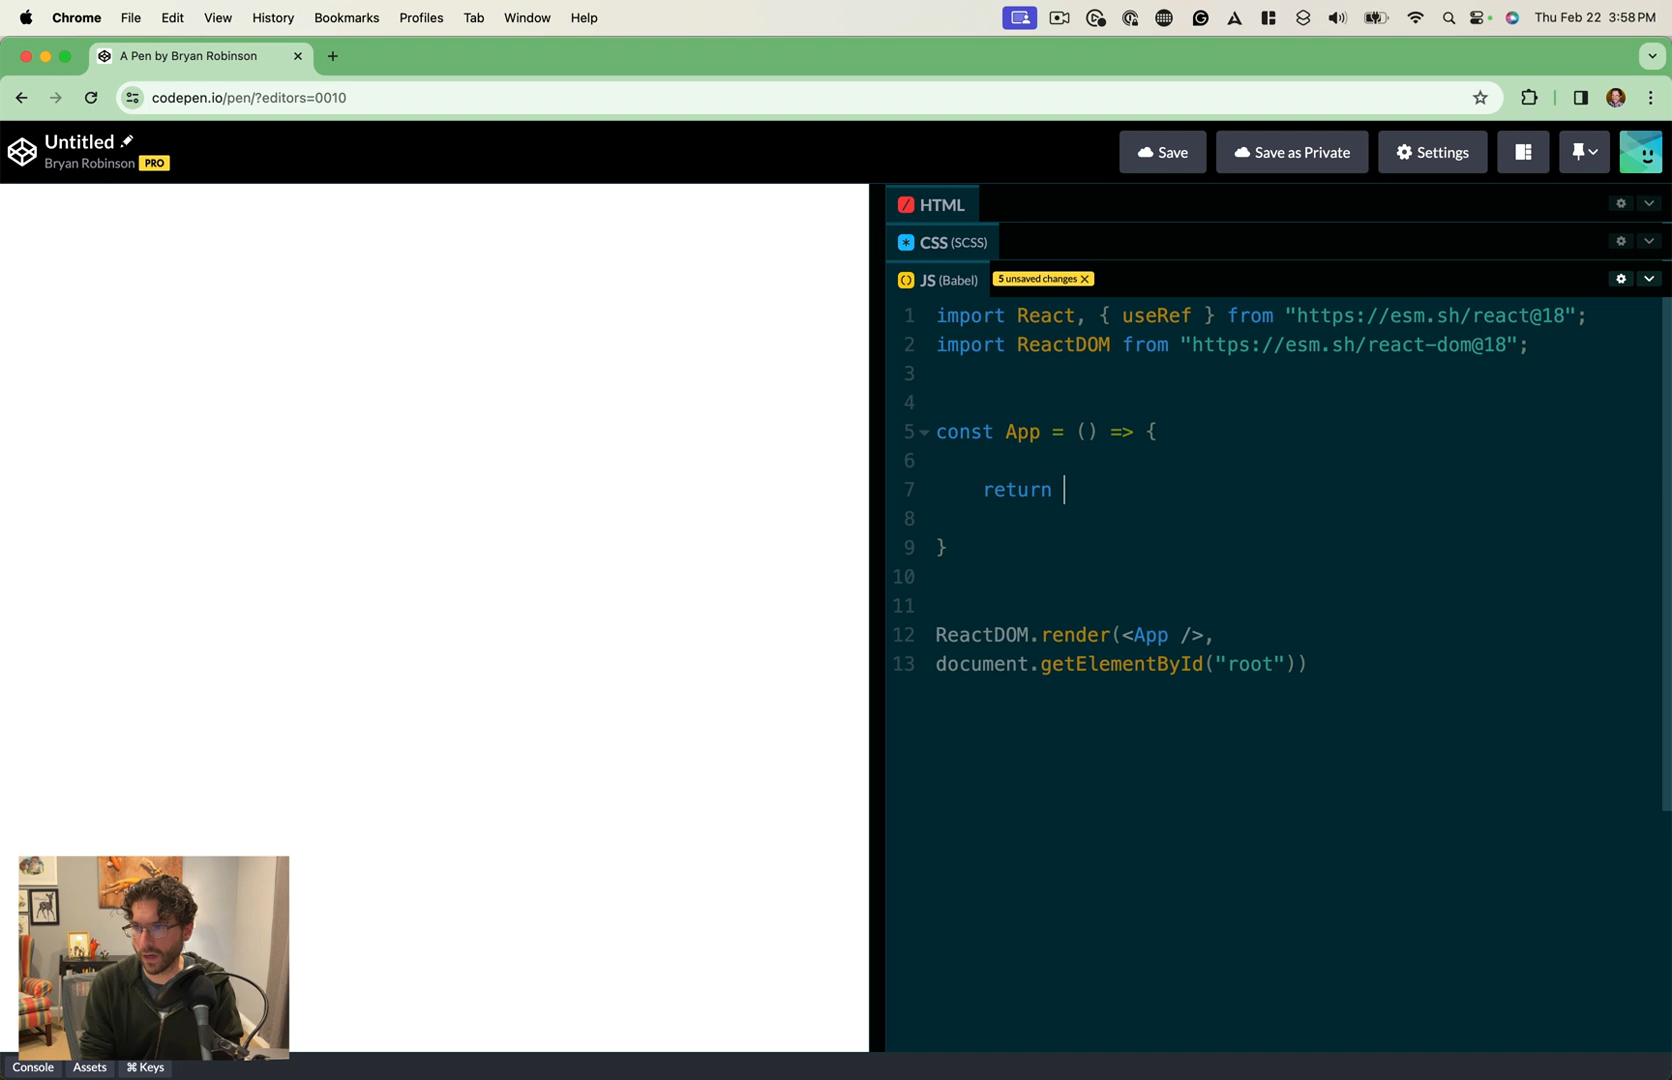 Chrome File Edit View History Bookmarks Profiles Tab Window Help Thu Feb 22 3:58 PM
A Pen by Bryan Robinson
codepen.io/pen/?editors=0010
Untitled
Bryan Robinson PRO
Save Save as Private Settings
HTML
CSS (SCSS)
JS (Babel) 5 unsaved changes X
1 import React, { useRef } from "https://esm.sh/react@18";
2 import ReactDOM from "https://esm.sh/react-dom@18";
3
4
5 const App = () => {
6
7 return
8
9 }
10
11
12 ReactDOM.render(<App />,
13 document.getElementById("root"))
Console Assets ⌘ Keys